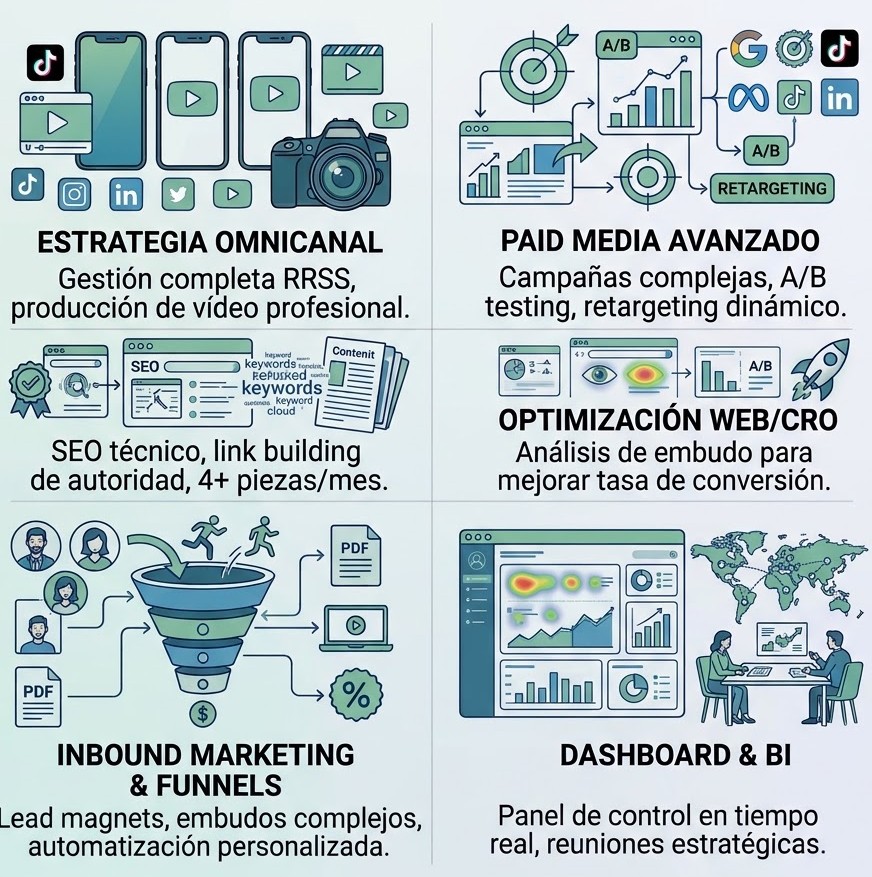 A/B
A/B
RETARGETING
in
in
ESTRATEGIA OMNICANAL
Gestión completa RRSS,
producción de vídeo profesional.
PAID MEDIA AVANZADO
Campañas complejas, A/B
testing, retargeting dinámico.
SEO
keyword
keywords
keywords
keyword
cloud
Contenit
SEO técnico, link building
de autoridad, 4+ piezas/mes.
A/B
OPTIMIZACIÓN WEB/CRO
Análisis de embudo para
mejorar tasa de conversión.
PDF
PDF
%
$
INBOUND MARKETING
& FUNNELS
Lead magnets, embudos complejos,
automatización personalizada.
DASHBOARD & BI
Panel de control en tiempo
real, reuniones estratégicas.